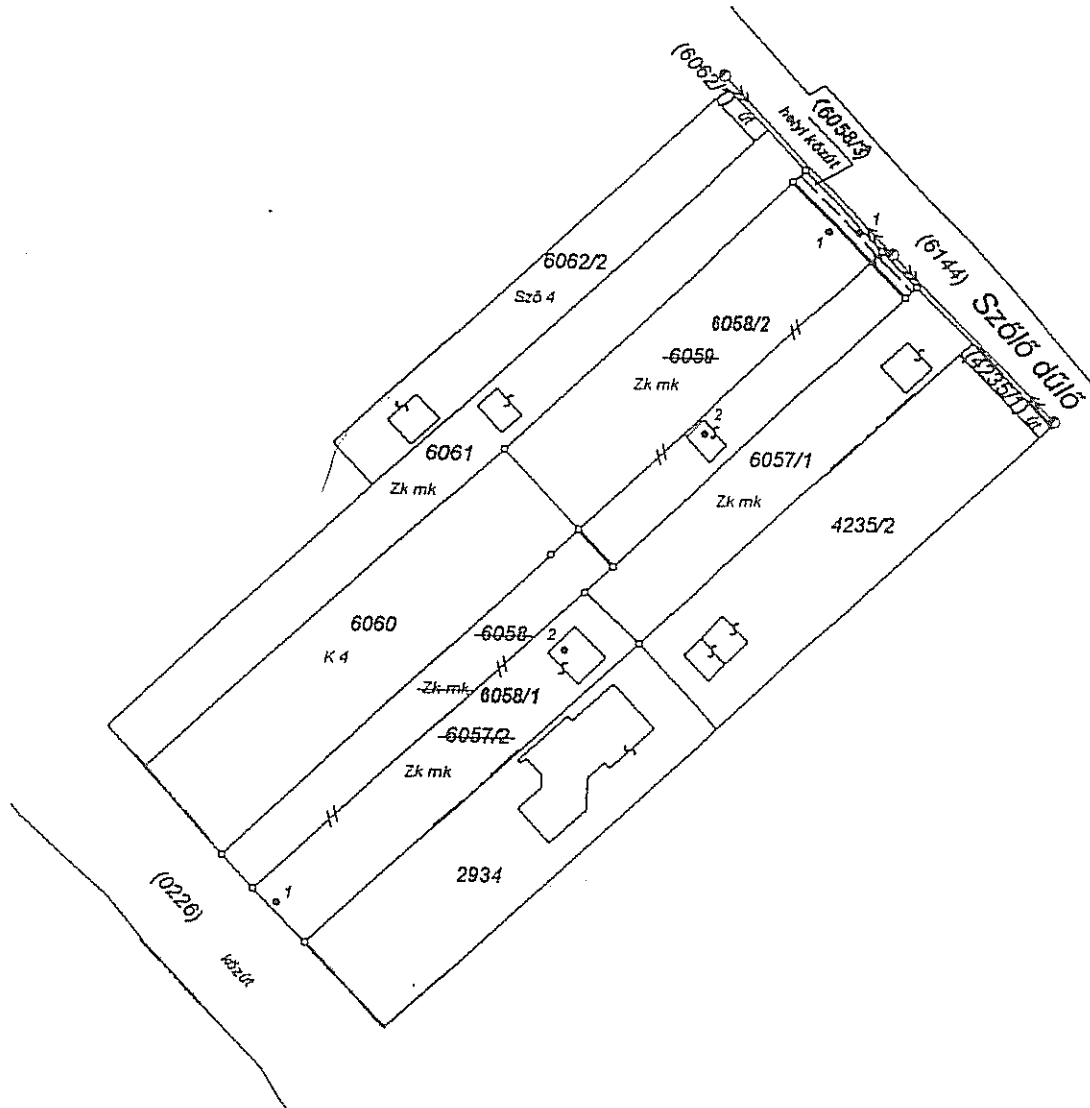 (6062/
út
helyi közút
(6058/3)
1
1
(6144) Szőlő dűlő
6062/2
Sző 4
6058/2
6059
Zk mk
2
(4235/1)
út
6061
Zk mk
6057/1
Zk mk
4235/2
6060
K 4
6058
2
Zk mk
6058/1
6057/2
Zk mk
2934
1
(0226)
közút